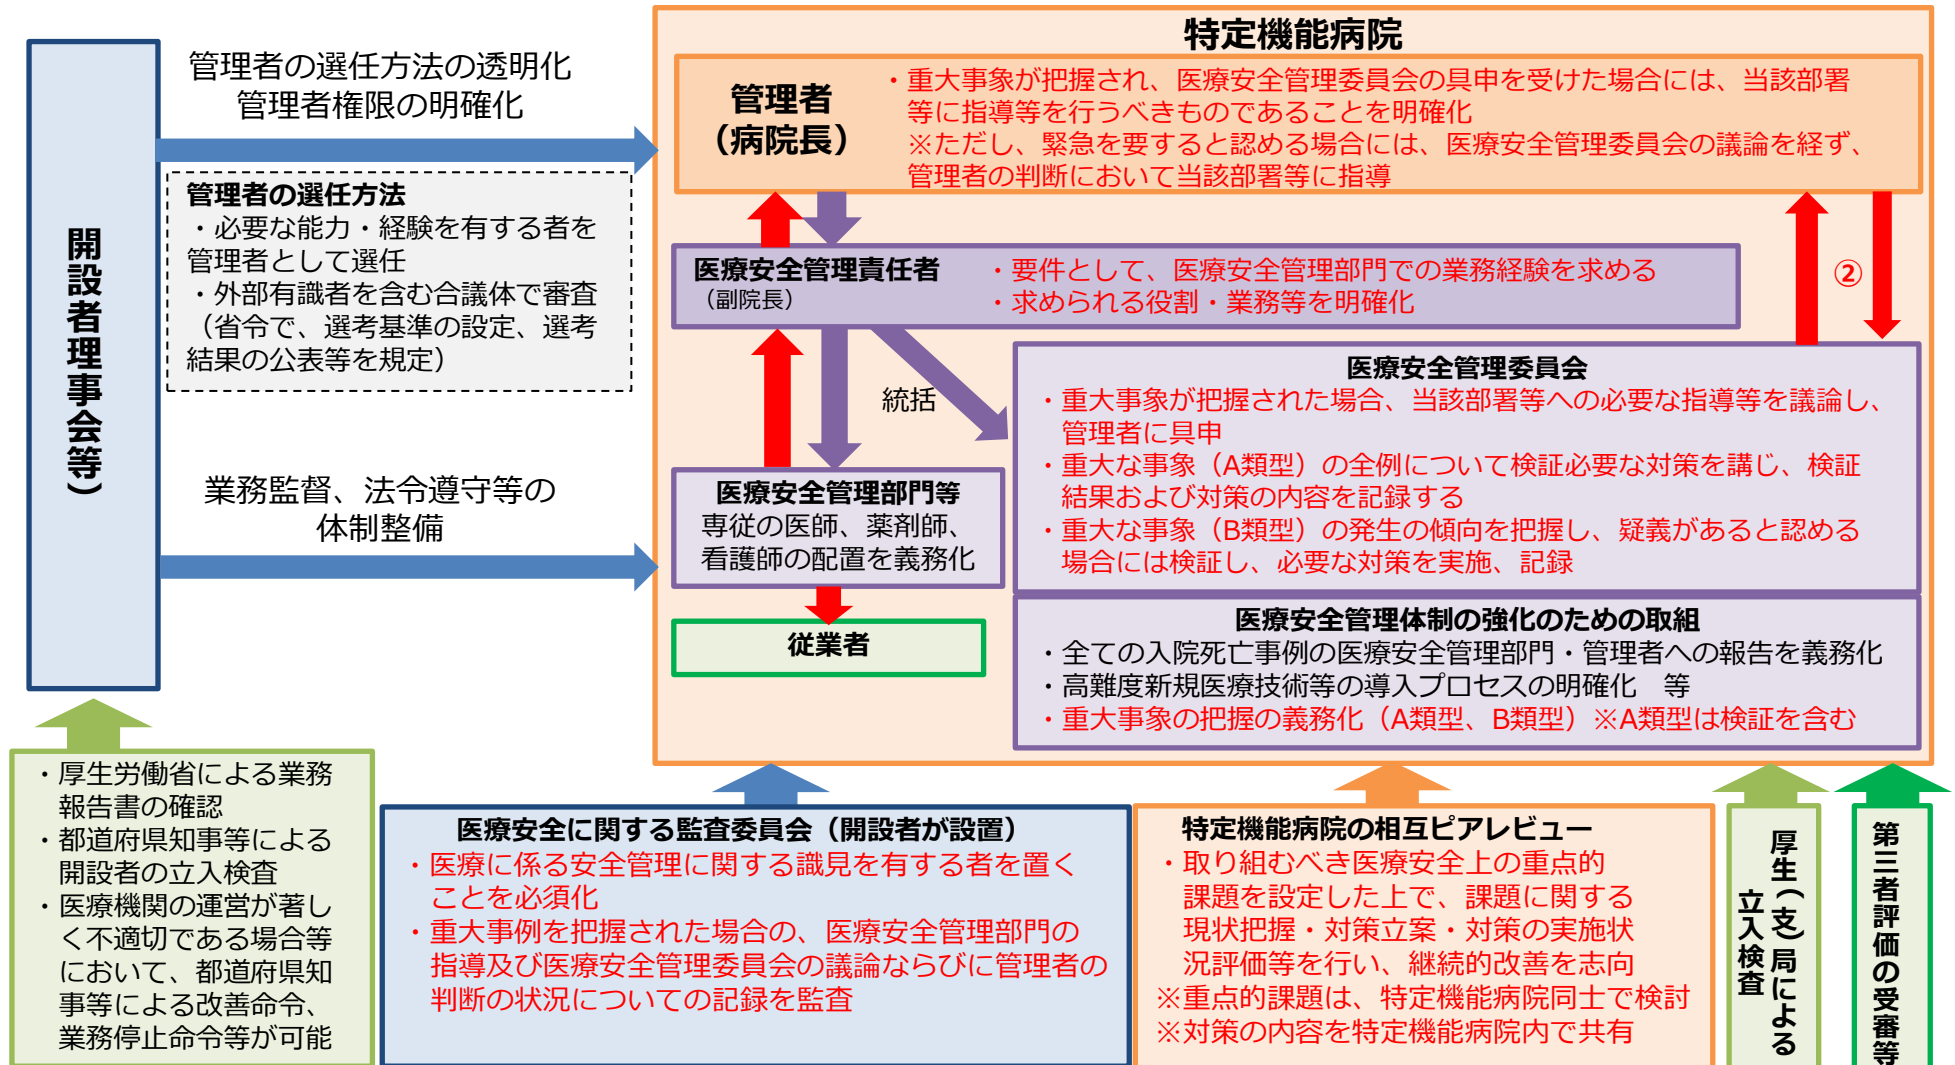 特定機能病院
開設者(理事会等)
管理者の選任方法の透明化
管理者権限の明確化
管理者の選任方法
・必要な能力・経験を有する者を
管理者として選任
・外部有識者を含む合議体で審査
（省令で、選考基準の設定、選考
結果の公表等を規定）
業務監督、法令遵守等の
体制整備
管理者
（病院長）
・重大事象が把握され、医療安全管理委員会の具申を受けた場合には、当該部署
等に指導等を行うべきものであることを明確化
※ただし、緊急を要すると認める場合には、医療安全管理委員会の議論を経ず、
管理者の判断において当該部署等に指導
医療安全管理責任者
（副院長）
・要件として、医療安全管理部門での業務経験を求める
・求められる役割・業務等を明確化
②
統括
医療安全管理部門等
専従の医師、薬剤師、
看護師の配置を義務化
従業者
医療安全管理委員会
・重大事象が把握された場合、当該部署等への必要な指導等を議論し、
管理者に具申
・重大な事象（A類型）の全例について検証必要な対策を講じ、検証
結果および対策の内容を記録する
・重大な事象（B類型）の発生の傾向を把握し、疑義があると認める
場合には検証し、必要な対策を実施、記録
医療安全管理体制の強化のための取組
・全ての入院死亡事例の医療安全管理部門・管理者への報告を義務化
・高難度新規医療技術等の導入プロセスの明確化　等
・重大事象の把握の義務化（A類型、B類型）※A類型は検証を含む
・厚生労働省による業務
報告書の確認
・都道府県知事等による
開設者の立入検査
・医療機関の運営が著し
く不適切である場合等
において、都道府県知
事等による改善命令、
業務停止命令等が可能
医療安全に関する監査委員会（開設者が設置）
・医療に係る安全管理に関する識見を有する者を置く
ことを必須化
・重大事例を把握された場合の、医療安全管理部門の
指導及び医療安全管理委員会の議論ならびに管理者の
判断の状況についての記録を監査
特定機能病院の相互ピアレビュー
・取り組むべき医療安全上の重点的
課題を設定した上で、課題に関する
現状把握・対策立案・対策の実施状
況評価等を行い、継続的改善を志向
※重点的課題は、特定機能病院同士で検討
※対策の内容を特定機能病院内で共有
厚生(支)局による
立入検査
第三者評価の受審等